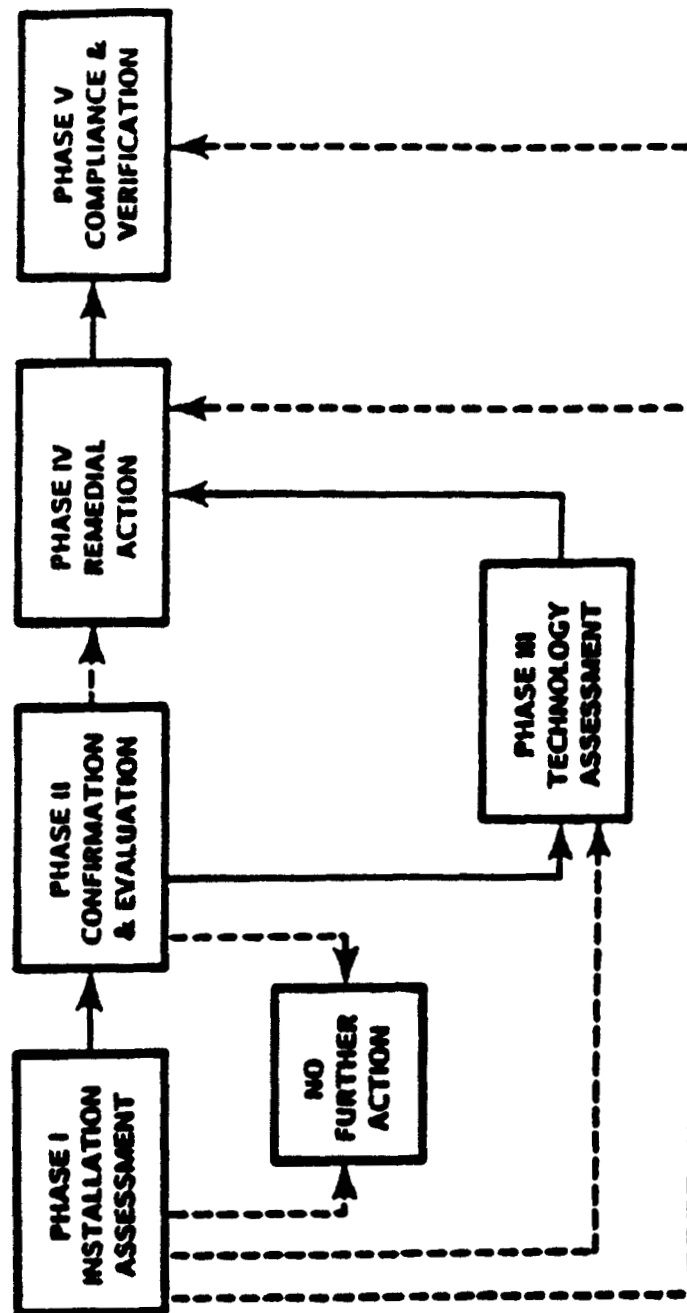 PHASE I
INSTALLATION
ASSESSMENT
PHASE II
CONFIRMATION
& EVALUATION
PHASE IV
REMEDIAL
ACTION
PHASE V
COMPLIANCE &
VERIFICATION
NO
FURTHER
ACTION
PHASE III
TECHNOLOGY
ASSESSMENT